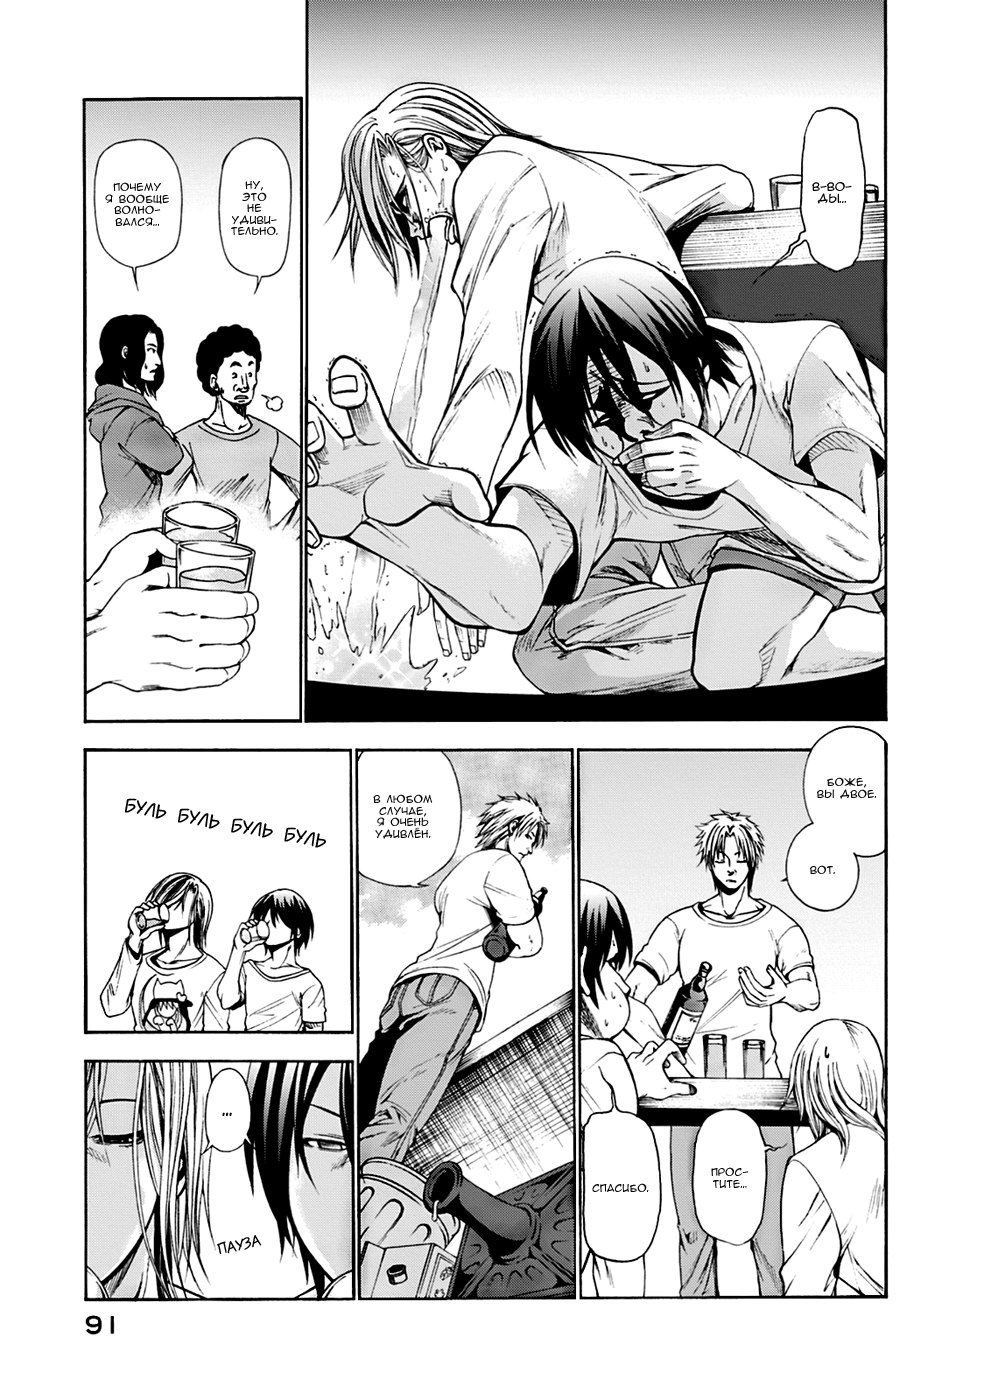 В-ВО-
ДЫ...
НУ,
ЭТО
НЕ
УДИВИ-
ТЕЛЬНО.
ПОЧЕМУ
Я ВООБЩЕ
ВОЛНО-
ВАЛСЯ...
БОЖЕ,
ВЫ ДВОЕ.
ВОТ.
ПРОС-
ТИТЕ...
СПАСИБО.
В ЛЮБОМ
СЛУЧАЕ,
Я ОЧЕНЬ
УДИВЛЁН.
БУЛЬ БУЛЬ БУЛЬ БУЛЬ
...
ПАУЗА
91